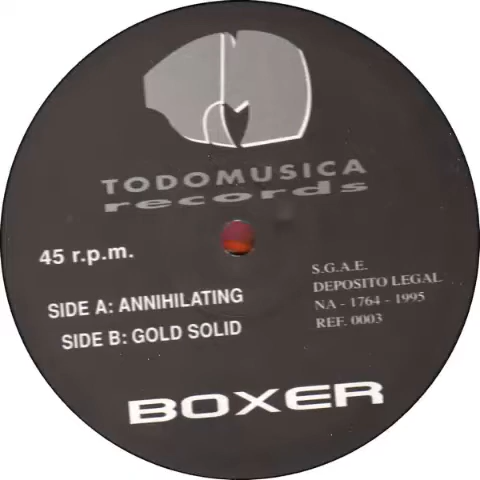 TODOMUSICA
records
45 r.p.m.
SIDE A: ANNIHILATING
SIDE B: GOLD SOLID
S.G.A.E.
DEPOSITO LEGAL
NA - 1764 - 1995
REF. 0003
BOXER